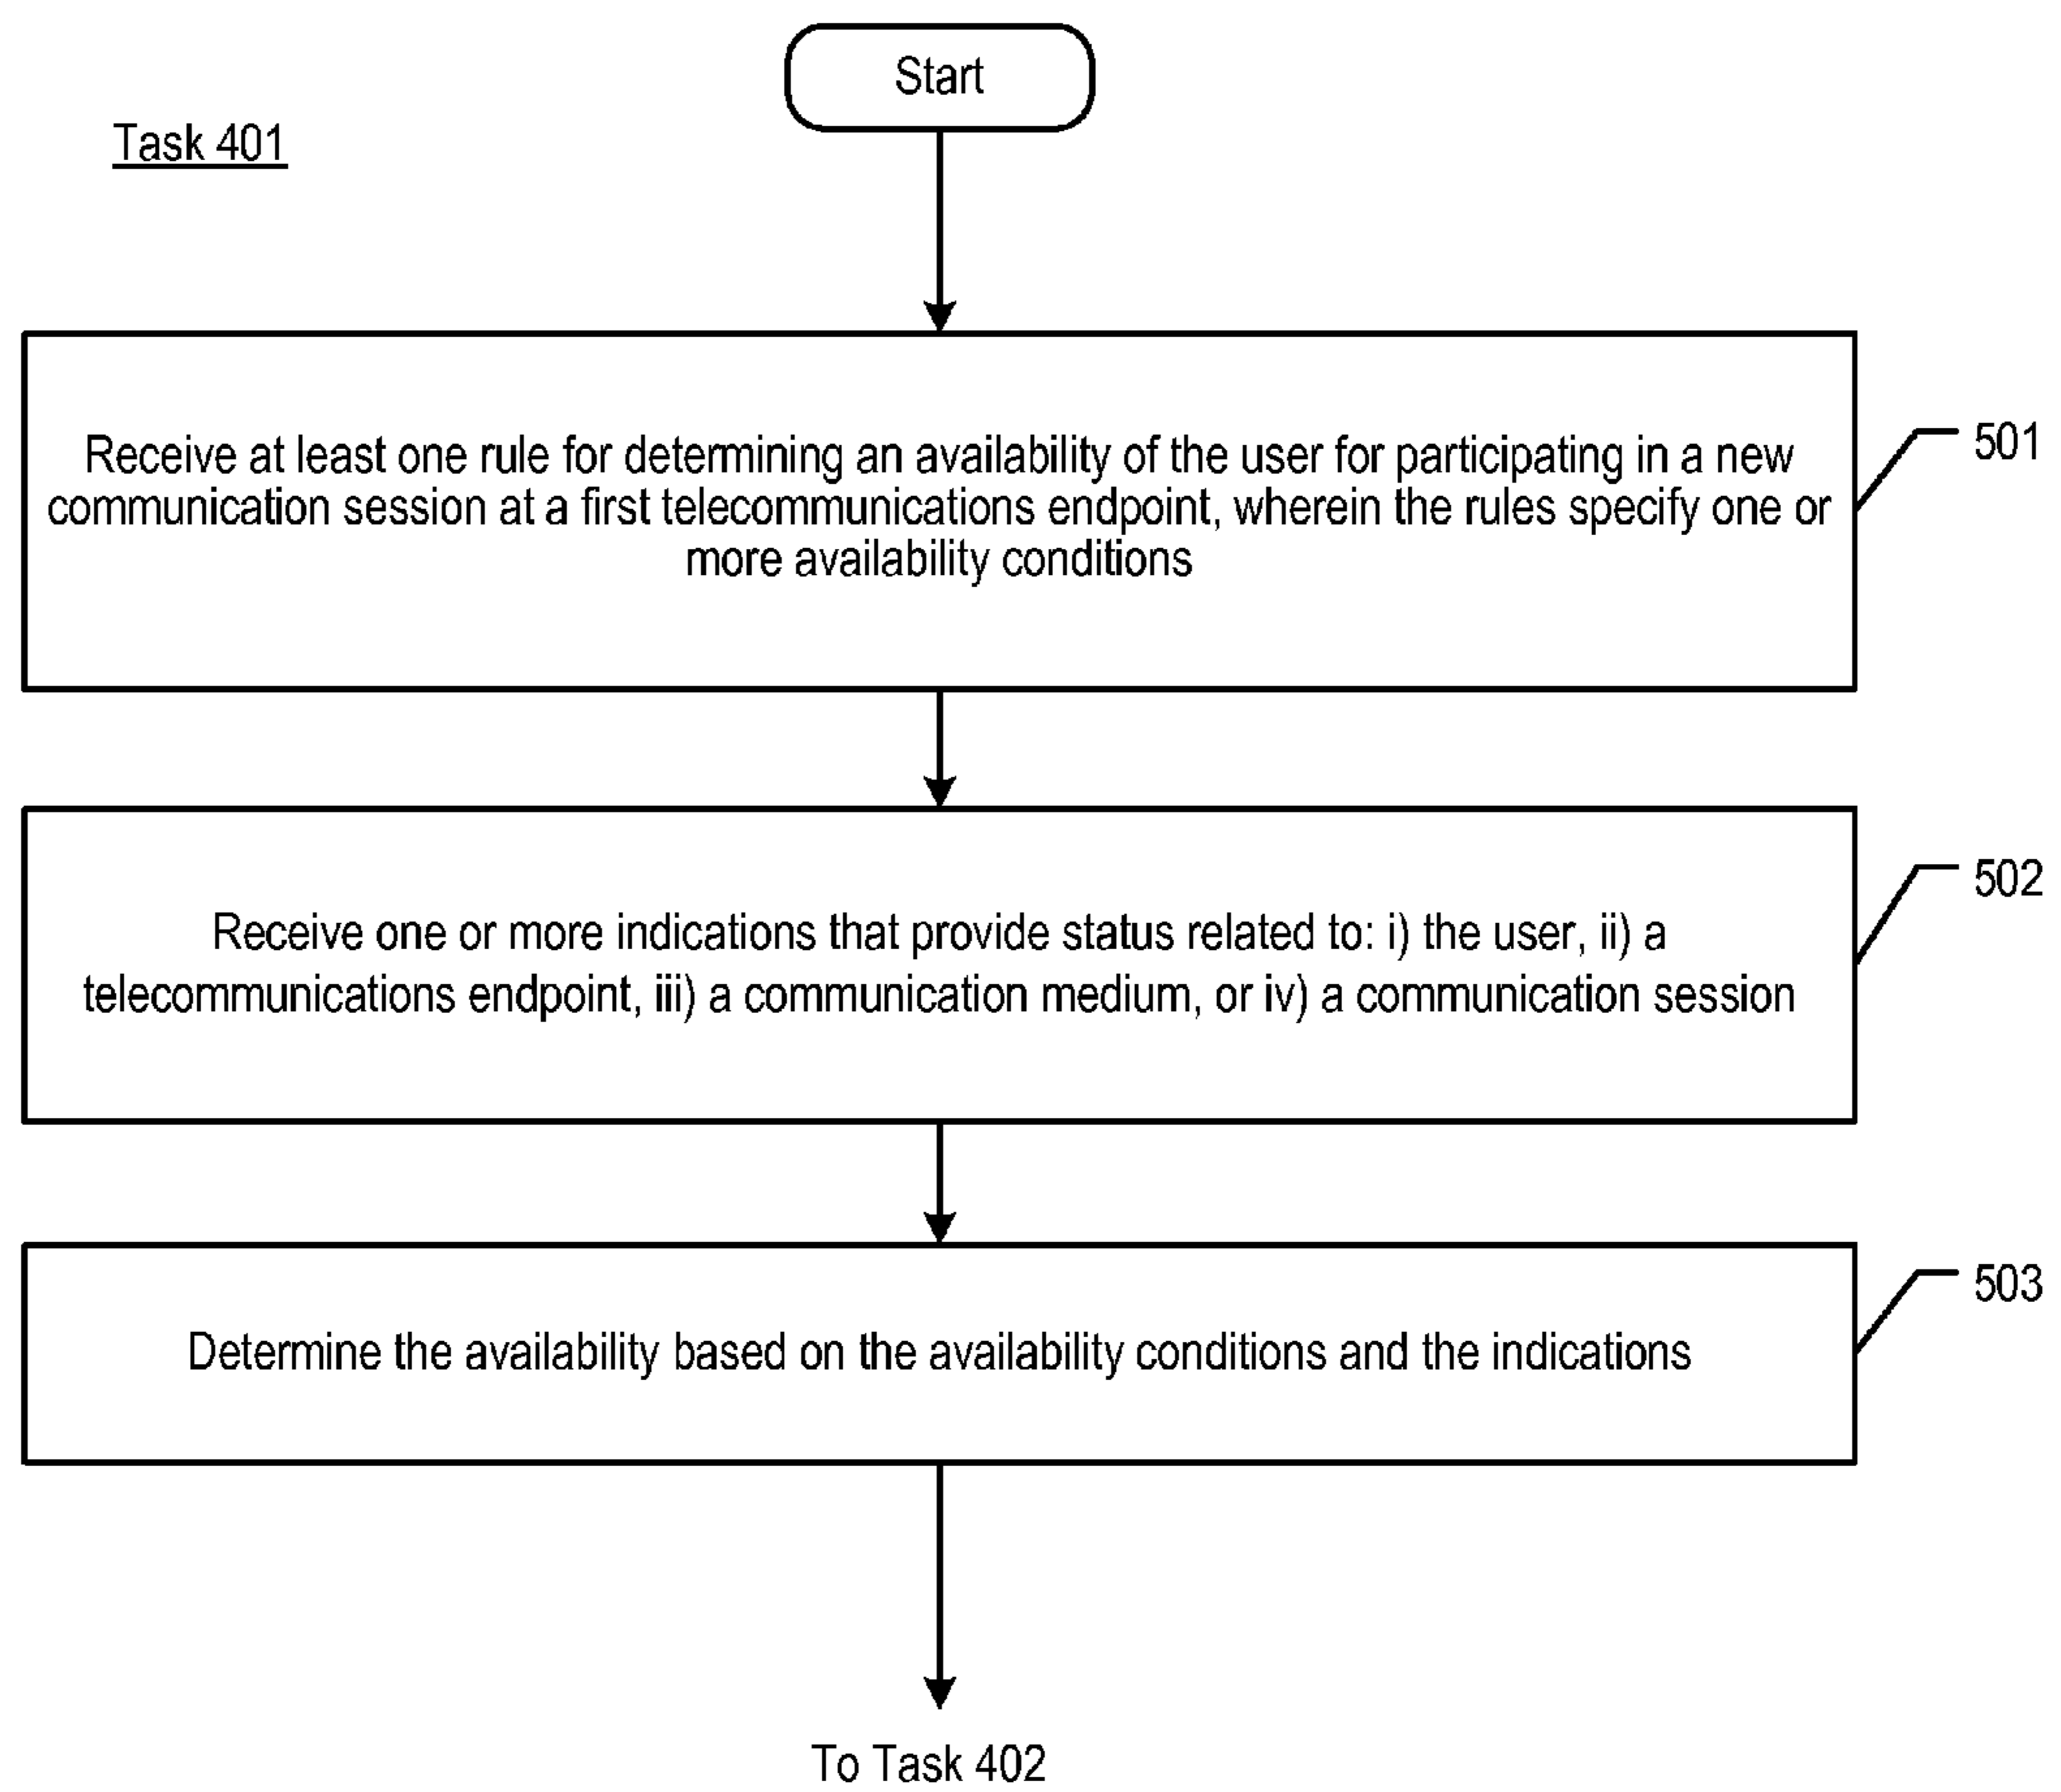 Start
Task 401
Receive at least one rule for determining an availability of the user for participating in a new
communication session at a first telecommunications endpoint, wherein the rules specify one or
more availability conditions
501
Receive one or more indications that provide status related to: i) the user, ii) a
telecommunications endpoint, iii) a communication medium, or iv) a communication session
502
Determine the availability based on the availability conditions and the indications
503
To Task 402